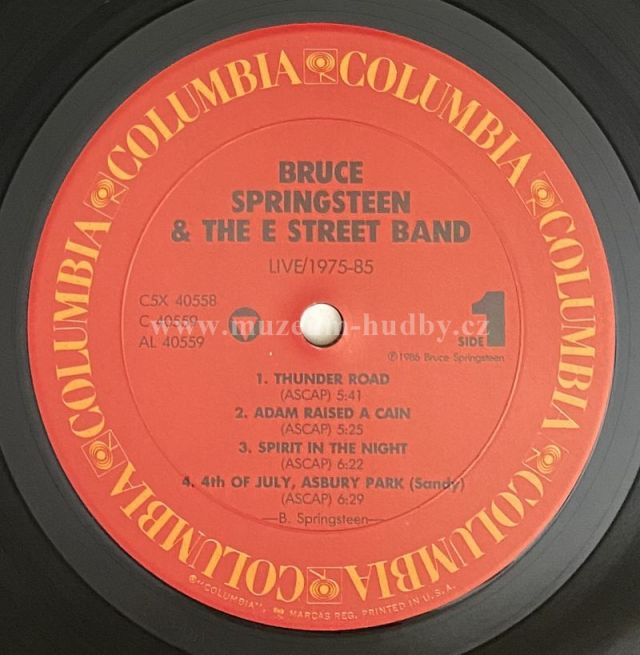 COLUMBIA COLUMBIA COLUMBIA COLUMBIA COLUMBIA COLUMBIA COLUMBIA COLUMBIA
BRUCE
SPRINGSTEEN
& THE E STREET BAND
LIVE/1975-85
C5X 40558
C 40559
AL 40559
SIDE 1
℗1986 Bruce Springsteen
www.muzeum-hudby.cz
1. THUNDER ROAD
(ASCAP) 5:41
2. ADAM RAISED A CAIN
(ASCAP) 5:25
3. SPIRIT IN THE NIGHT
(ASCAP) 6:22
4. 4th OF JULY, ASBURY PARK (Sandy)
(ASCAP) 6:29
—B. Springsteen—
®"COLUMBIA", MARCAS REG. PRINTED IN U.S.A.